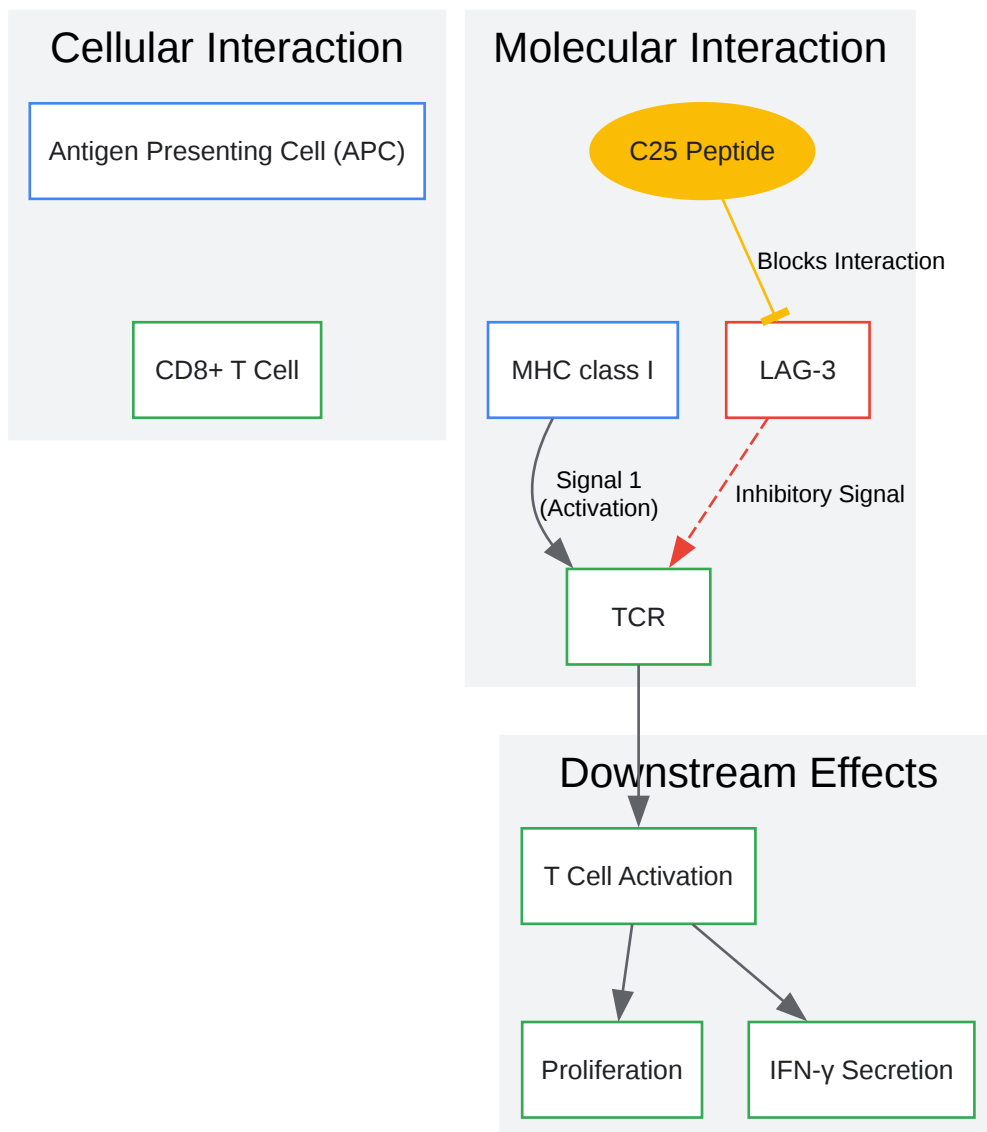 Cellular Interaction
Antigen Presenting Cell (APC)
CD8+ T Cell
Molecular Interaction
C25 Peptide
Blocks Interaction
MHC class I
LAG-3
Signal 1
(Activation)
Inhibitory Signal
TCR
Downstream Effects
T Cell Activation
Proliferation
IFN-γ Secretion